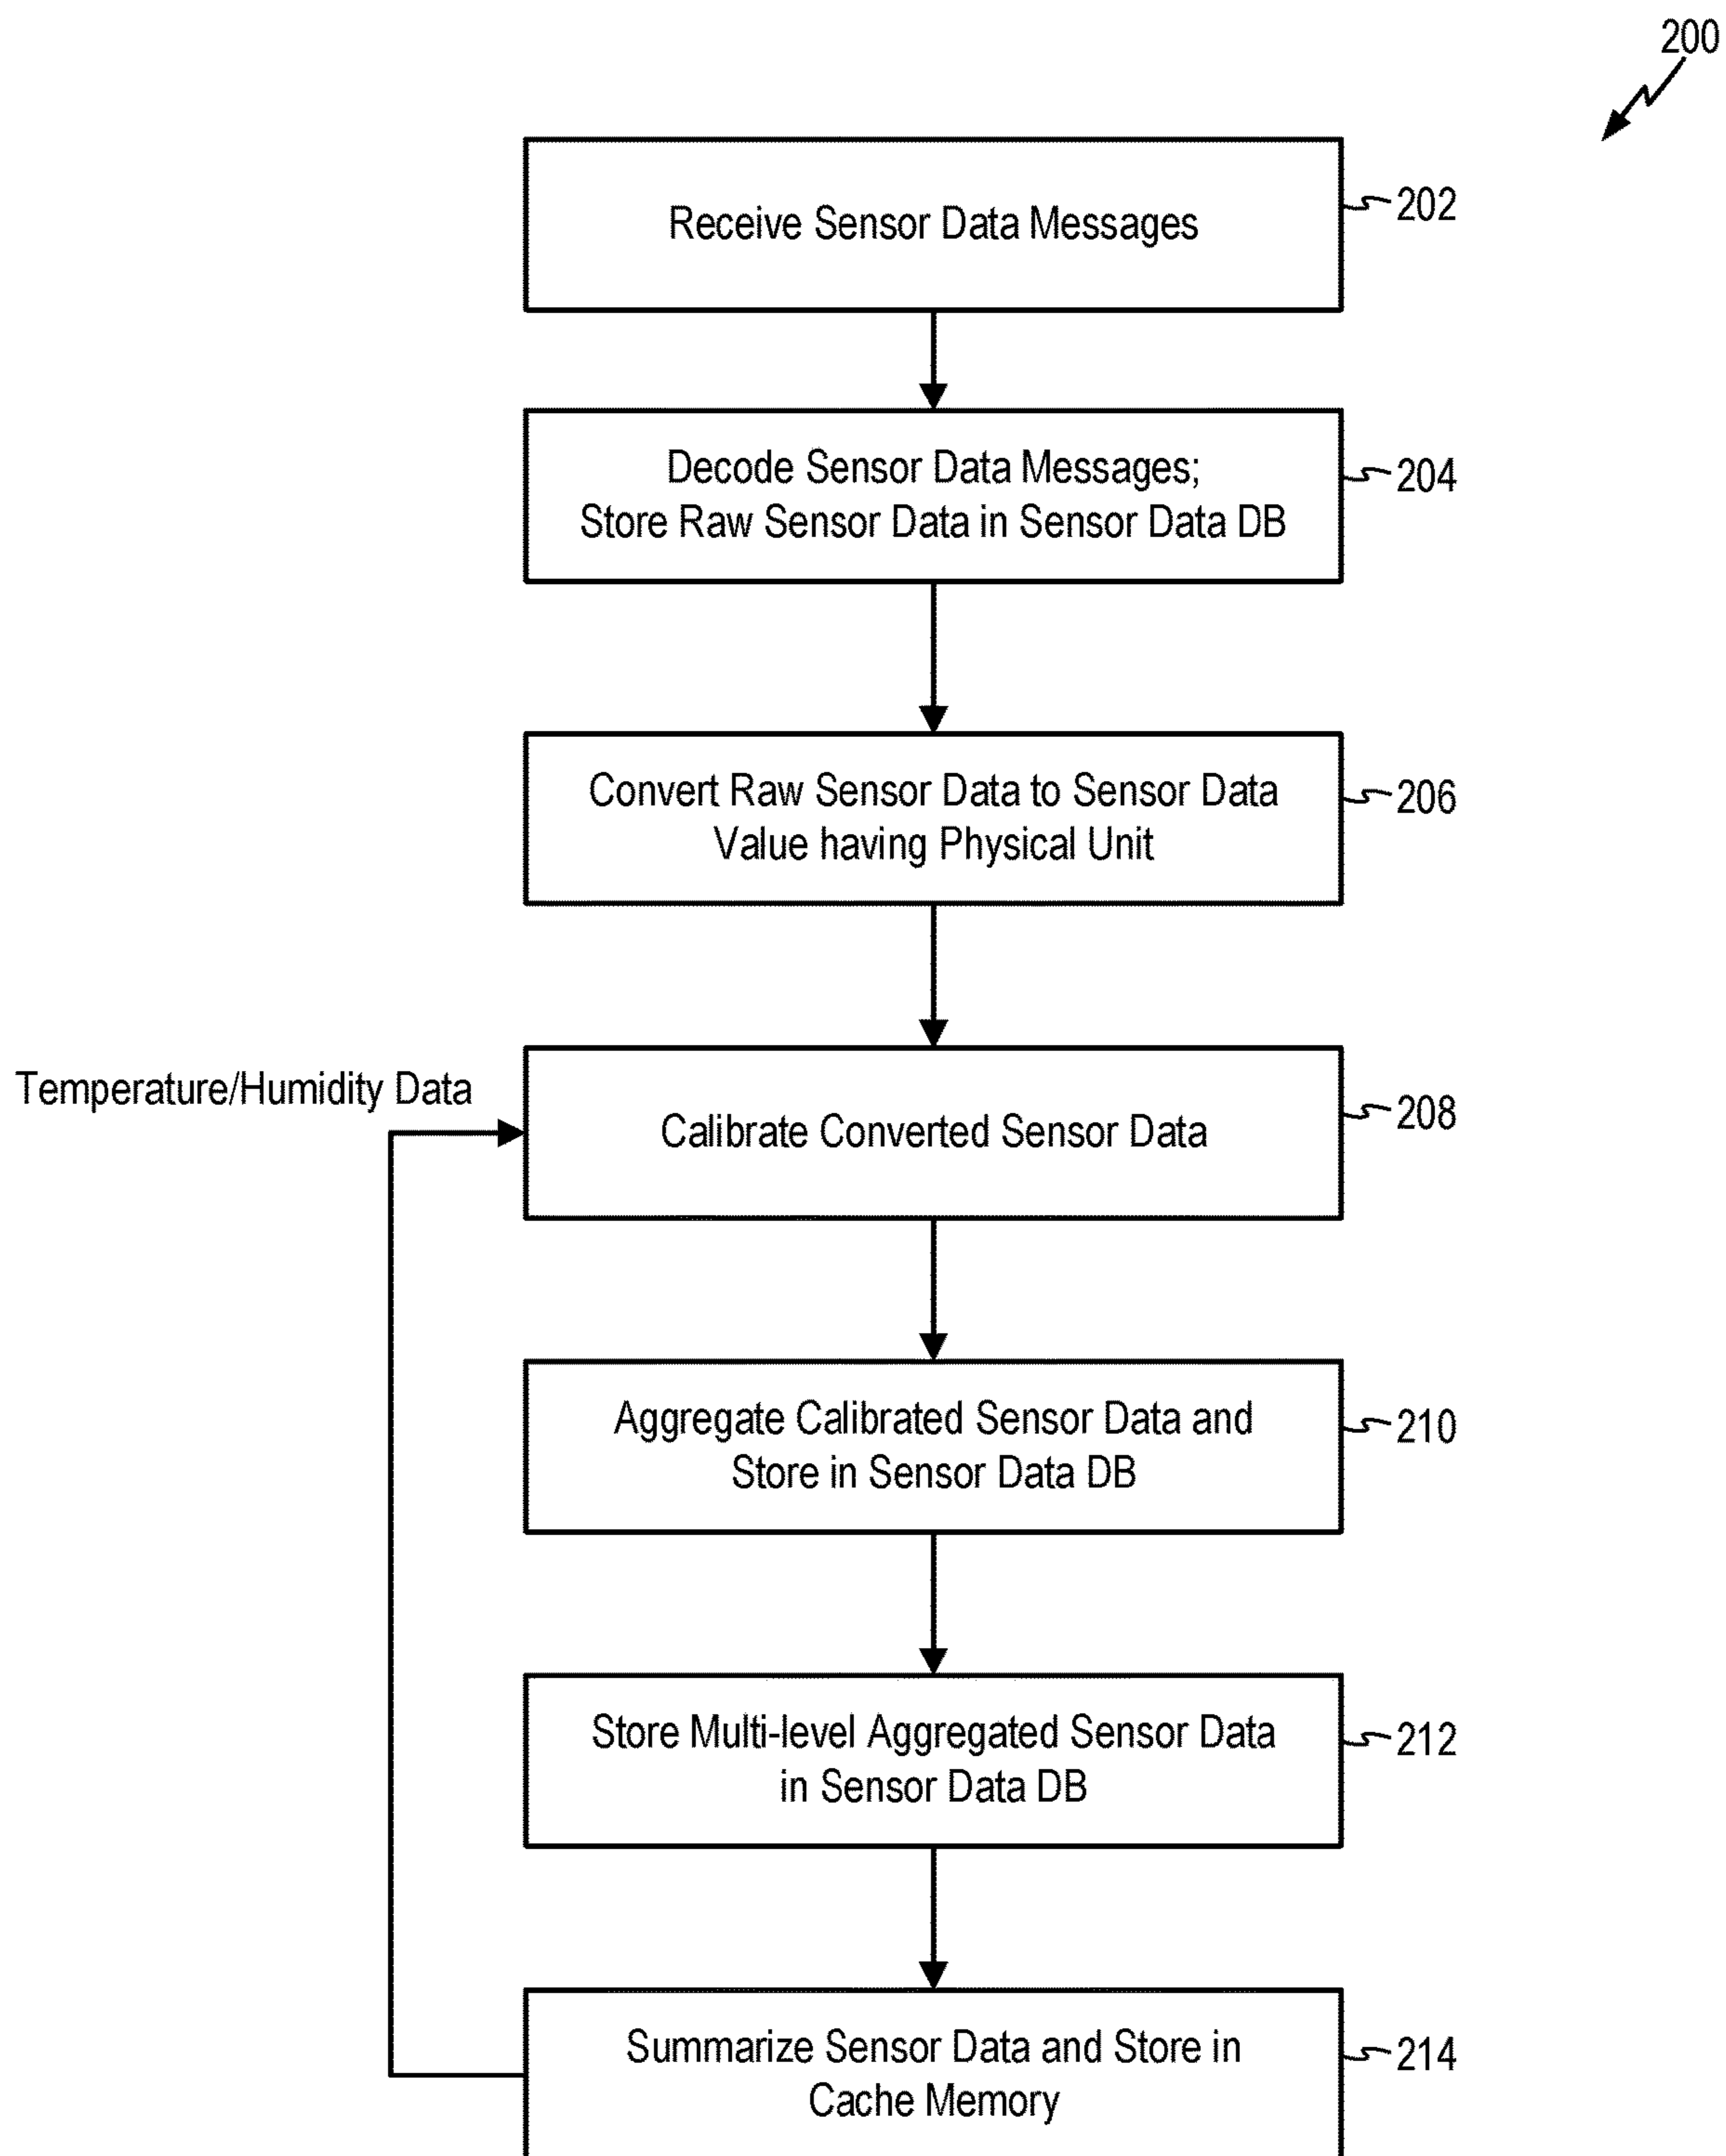 200
Receive Sensor Data Messages
202
Decode Sensor Data Messages;
Store Raw Sensor Data in Sensor Data DB
204
Convert Raw Sensor Data to Sensor Data
Value having Physical Unit
206
Temperature/Humidity Data
Calibrate Converted Sensor Data
208
Aggregate Calibrated Sensor Data and
Store in Sensor Data DB
210
Store Multi-level Aggregated Sensor Data
in Sensor Data DB
212
Summarize Sensor Data and Store in
Cache Memory
214